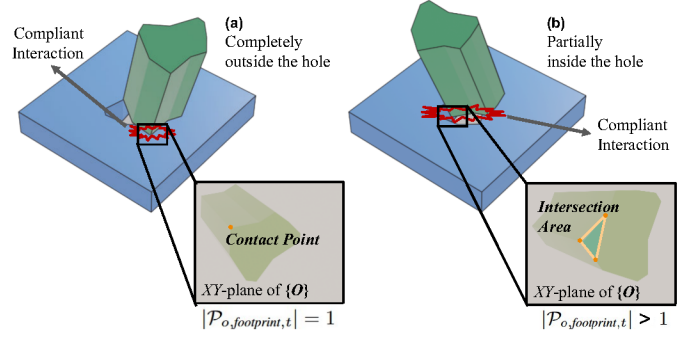 Compliant
Interaction
(a)
Completely
outside the hole
Contact Point
XY-plane of {O}
|𝒫o,footprint,t| = 1
(b)
Partially
inside the hole
Compliant
Interaction
Intersection
Area
XY-plane of {O}
|𝒫o,footprint,t| > 1